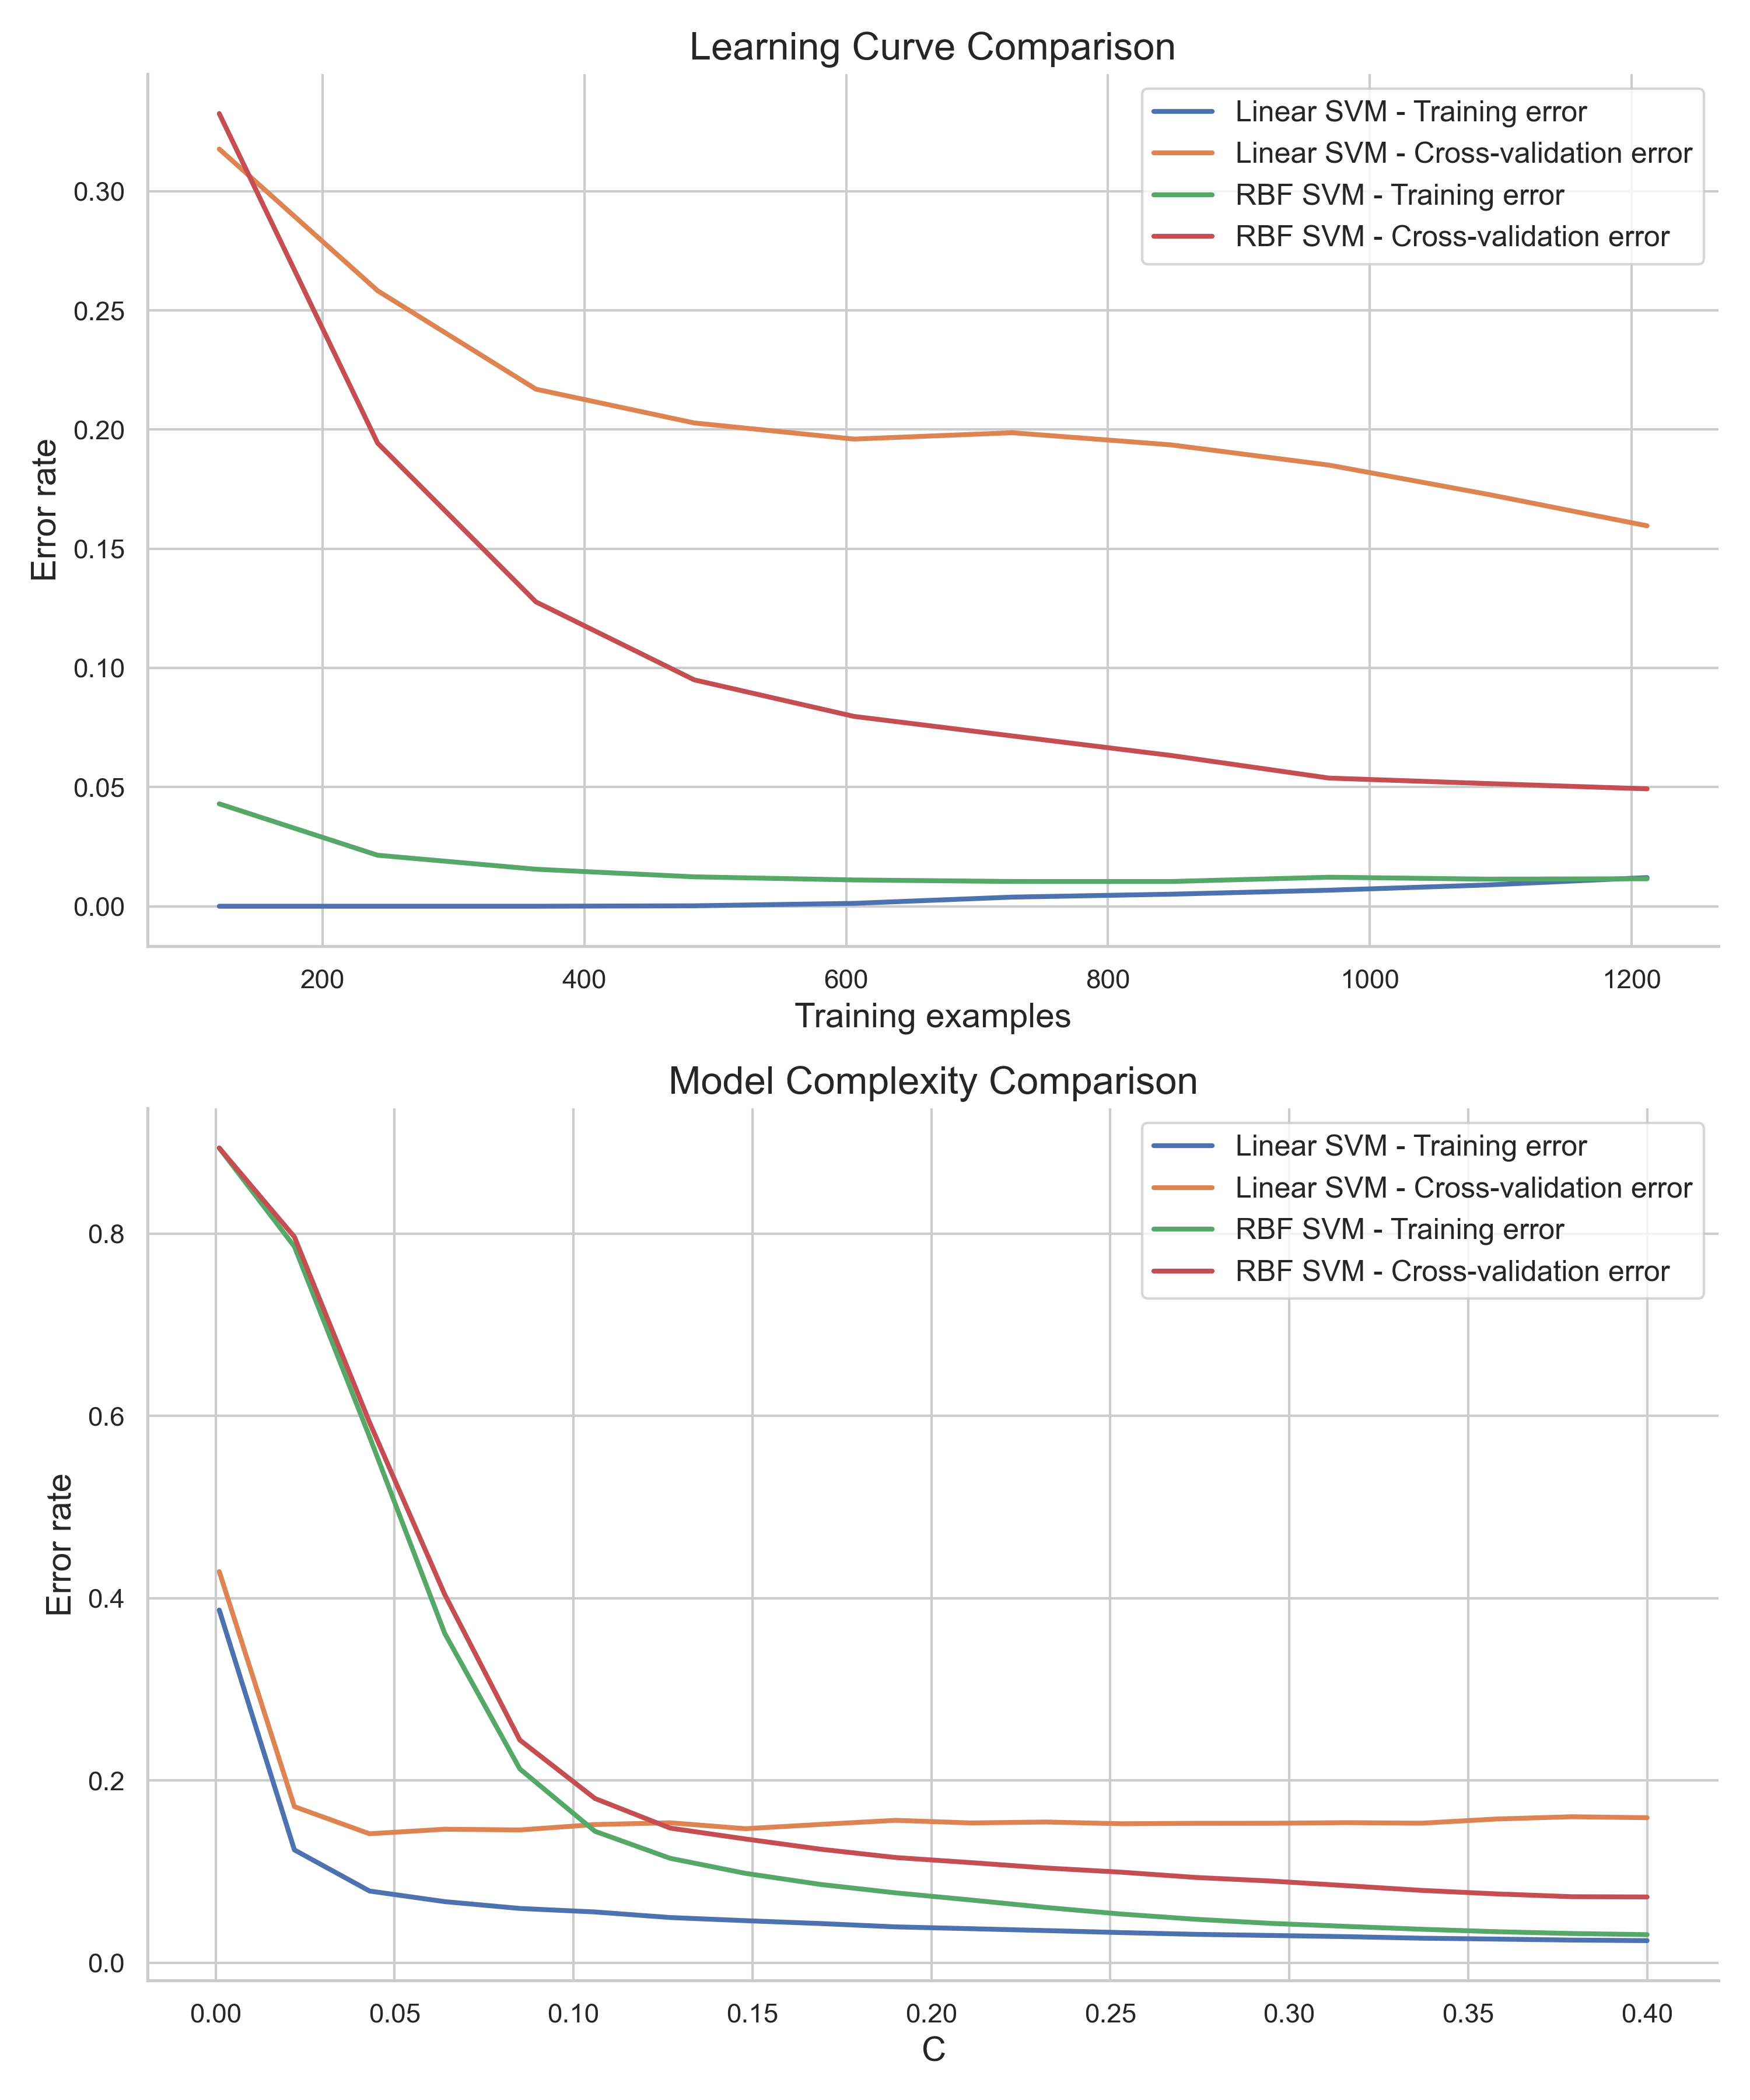 Learning Curve Comparison
Linear SVM - Training error
Linear SVM - Cross-validation error
RBF SVM - Training error
RBF SVM - Cross-validation error
Error rate
0.30
0.25
0.20
0.15
0.10
0.05
0.00
200 400 600 800 1000 1200
Training examples
Model Complexity Comparison
Linear SVM - Training error
Linear SVM - Cross-validation error
RBF SVM - Training error
RBF SVM - Cross-validation error
Error rate
0.8
0.6
0.4
0.2
0.0
0.00 0.05 0.10 0.15 0.20 0.25 0.30 0.35 0.40
C